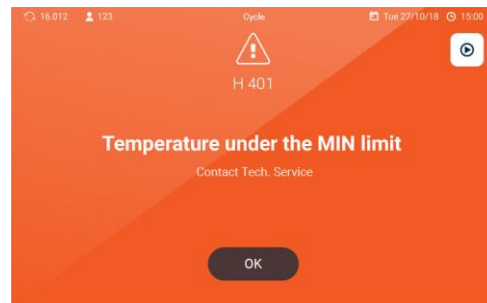 16.012 123 Cycle Tue 27/10/18 15:00
H 401
Temperature under the MIN limit
Contact Tech. Service
OK